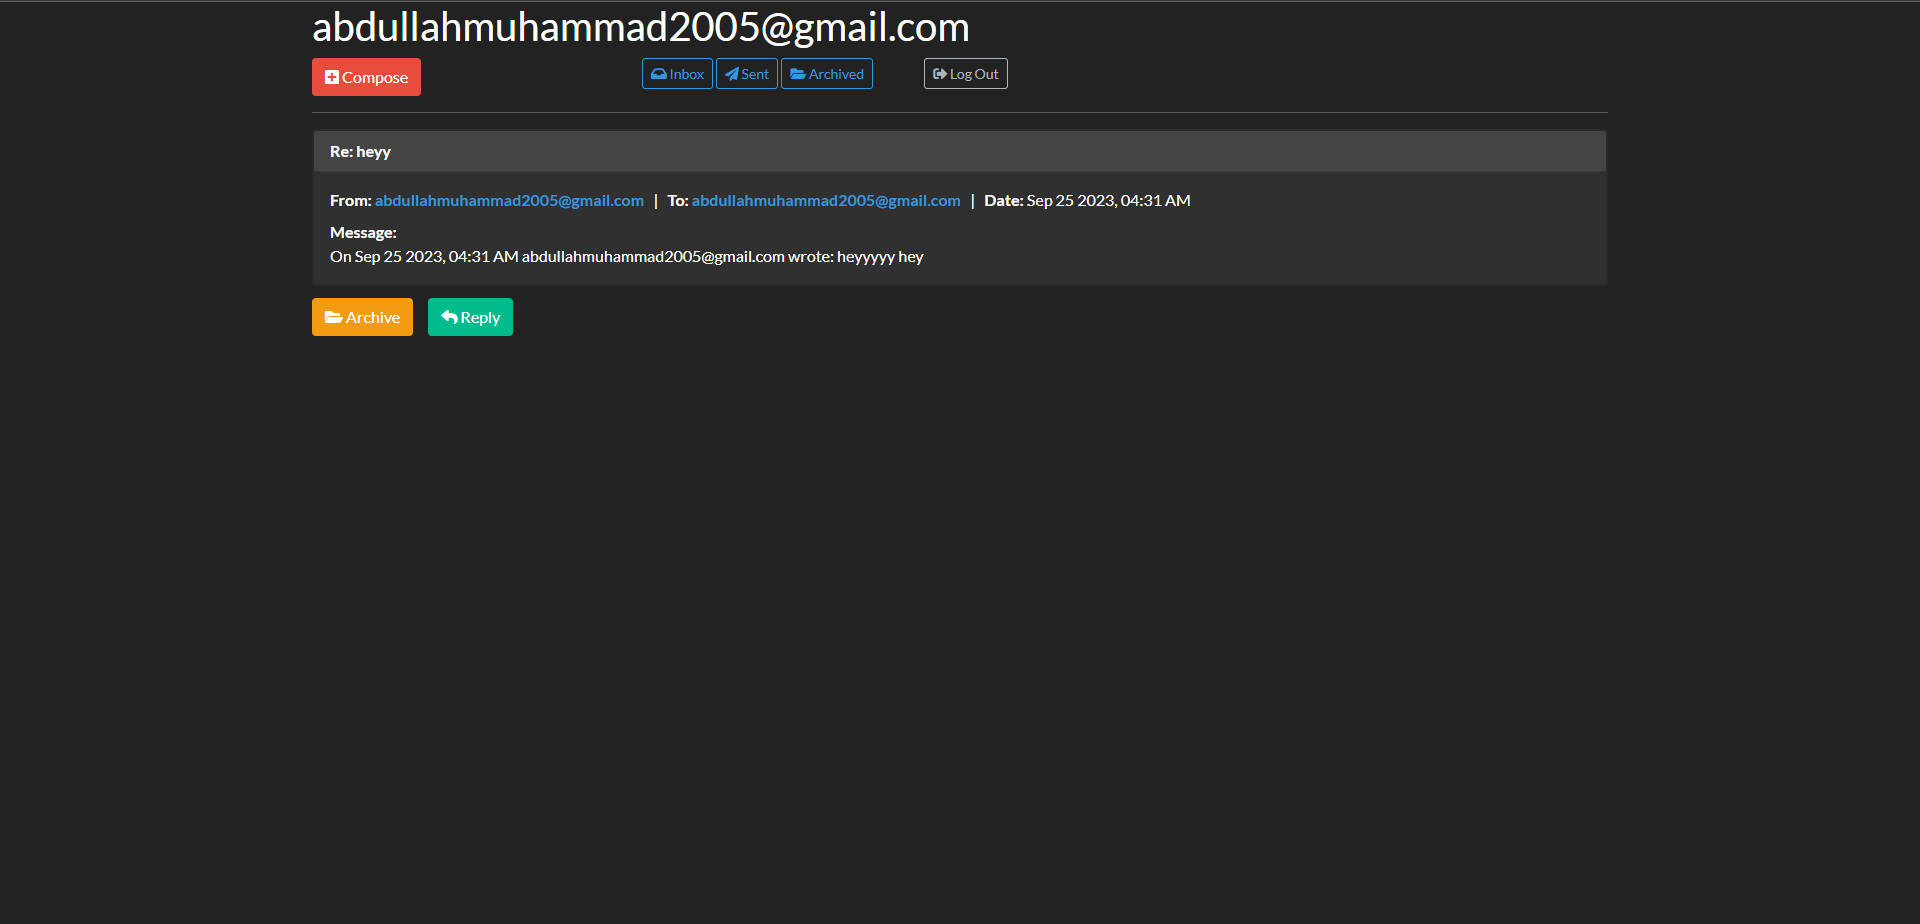 abdullahmuhammad2005@gmail.com
Compose
Inbox
Sent
Archived
Log Out
Re: heyy
From: abdullahmuhammad2005@gmail.com | To: abdullahmuhammad2005@gmail.com | Date: Sep 25 2023, 04:31 AM
Message:
On Sep 25 2023, 04:31 AM abdullahmuhammad2005@gmail.com wrote: heyyyyy hey
Archive
Reply